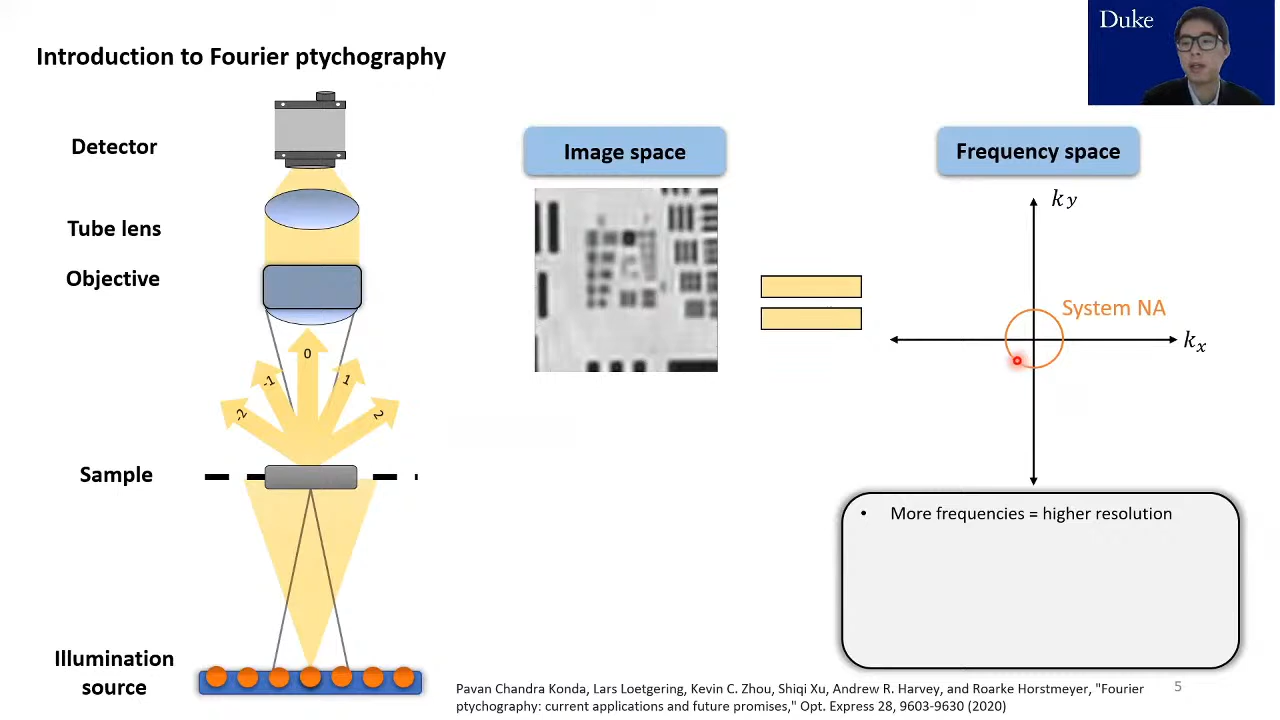 Duke
Introduction to Fourier ptychography
Detector
Tube lens
Objective
Sample
Illumination
source
-2
-1
0
1
2
Image space
Frequency space
ky
kx
System NA
• More frequencies = higher resolution
Pavan Chandra Konda, Lars Loetgering, Kevin C. Zhou, Shiqi Xu, Andrew R. Harvey, and Roarke Horstmeyer, "Fourier
ptychography: current applications and future promises," Opt. Express 28, 9603-9630 (2020)
5